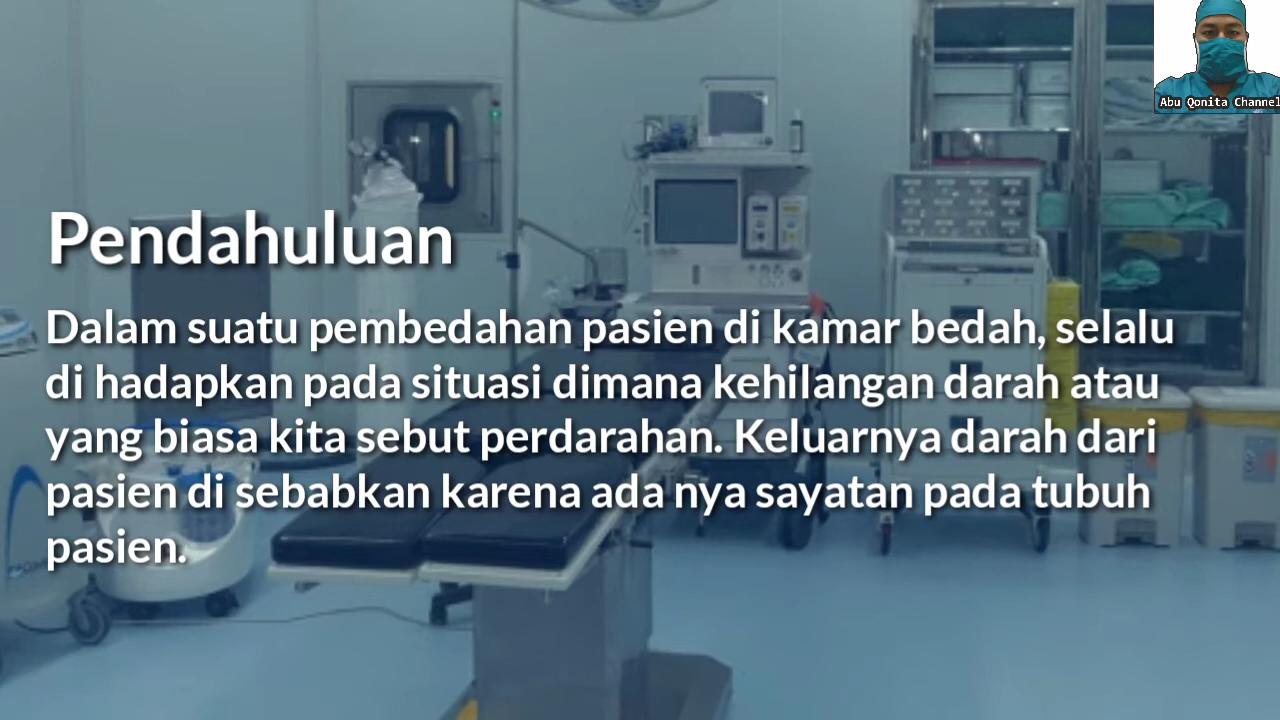 Abu Qonita Channel
Pendahuluan
Dalam suatu pembedahan pasien di kamar bedah, selalu
di hadapkan pada situasi dimana kehilangan darah atau
yang biasa kita sebut perdarahan. Keluarnya darah dari
pasien di sebabkan karena ada nya sayatan pada tubuh
pasien.